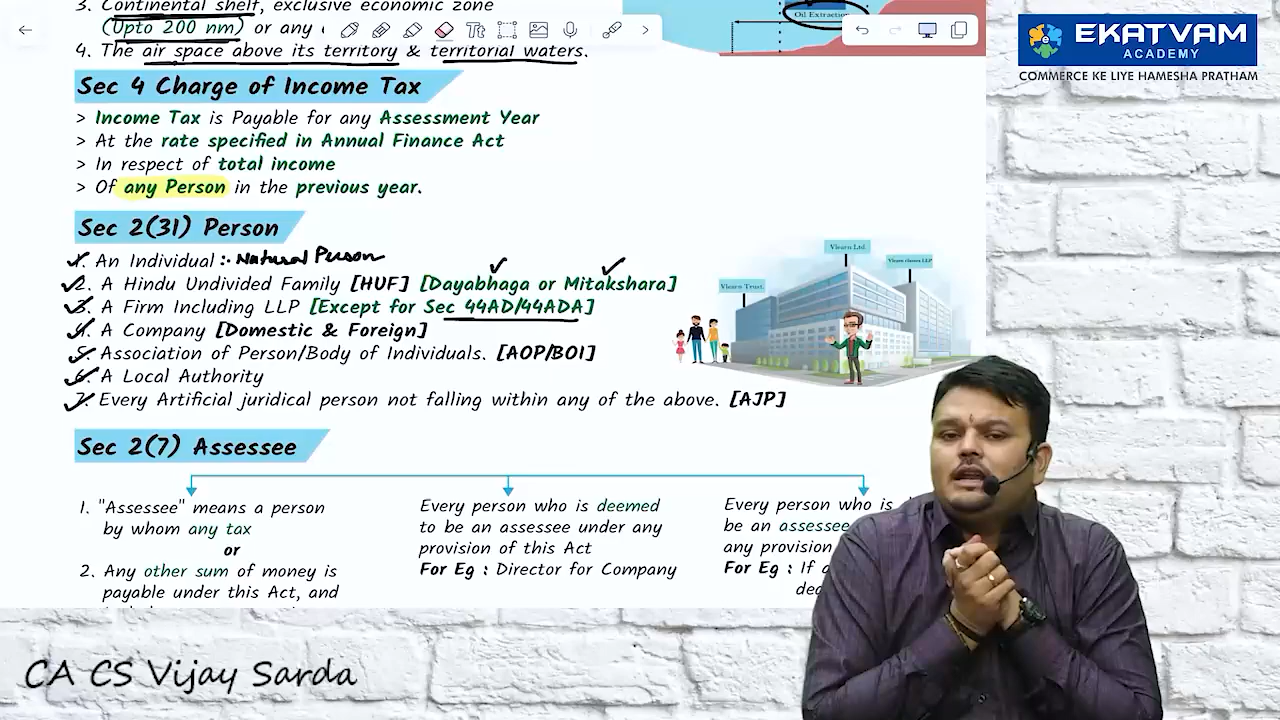 3. Continental shelf, exclusive economic zone
(Upto 200 nm) or any
4. The air space above is territory & territorial waters.
Oil Extraction
Tt
EKATVAM
ACADEMY
COMMERCE KE LIYE HAMESHA PRATHAM
Sec 4 Charge of Income Tax
> Income Tax is Payable for any Assessment Year
> At the rate specified in Annual Finance Act
> In respect of total income
> Of any Person in the previous year.
Sec 2(31) Person
1. An Individual :- Natural Person
2. A Hindu Undivided Family [HUF] [Dayabhaga or Mitakshara]
3. A Firm Including LLP [Except for Sec 44AD/44ADA]
4. A Company [Domestic & Foreign]
5. Association of Person/Body of Individuals. [AOP/BOI]
6. A Local Authority
7. Every Artificial juridical person not falling within any of the above. [AJP]
Vlearn Trust.
Vlearn Ltd.
Vlearn classes LLP
Sec 2(7) Assessee
1. "Assessee" means a person
by whom any tax
or
2. Any other sum of money is
payable under this Act, and
Every person who is deemed
to be an assessee under any
provision of this Act
For Eg : Director for Company
Every person who is
be an assessee
any provision
For Eg : If
CA CS Vijay Sarda